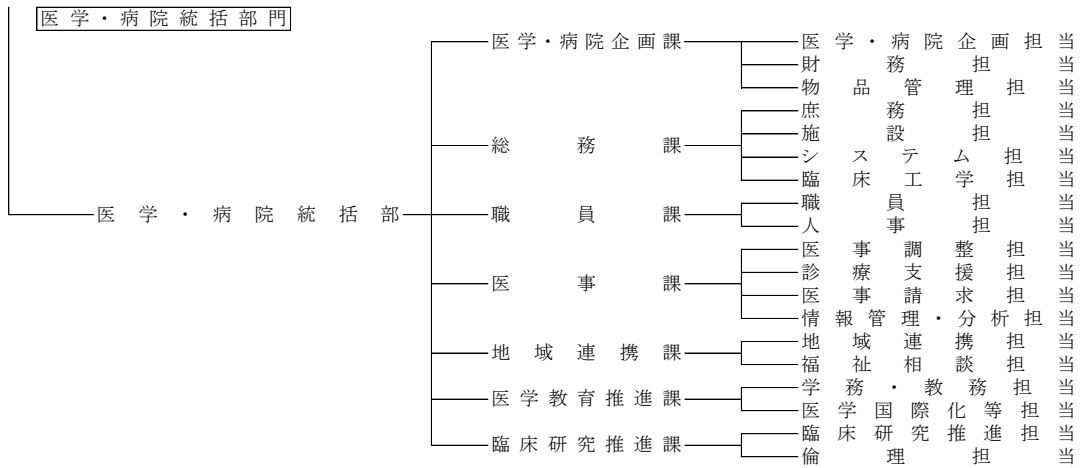 医学・病院統括部門
医学・病院企画課 医学・病院企画担当
財務担当
物品管理担当
庶務担当
施設担当
総務課
システム担当
臨床工学担当
職員担当
医学・病院統括部 職員課
人事担当
医事調整担当
診療支援担当
医事課
医事請求担当
情報管理・分析担当
地域連携担当
地域連携課
福祉相談担当
学務・教務担当
医学教育推進課
医学国際化等担当
臨床研究推進担当
臨床研究推進課
倫理担当